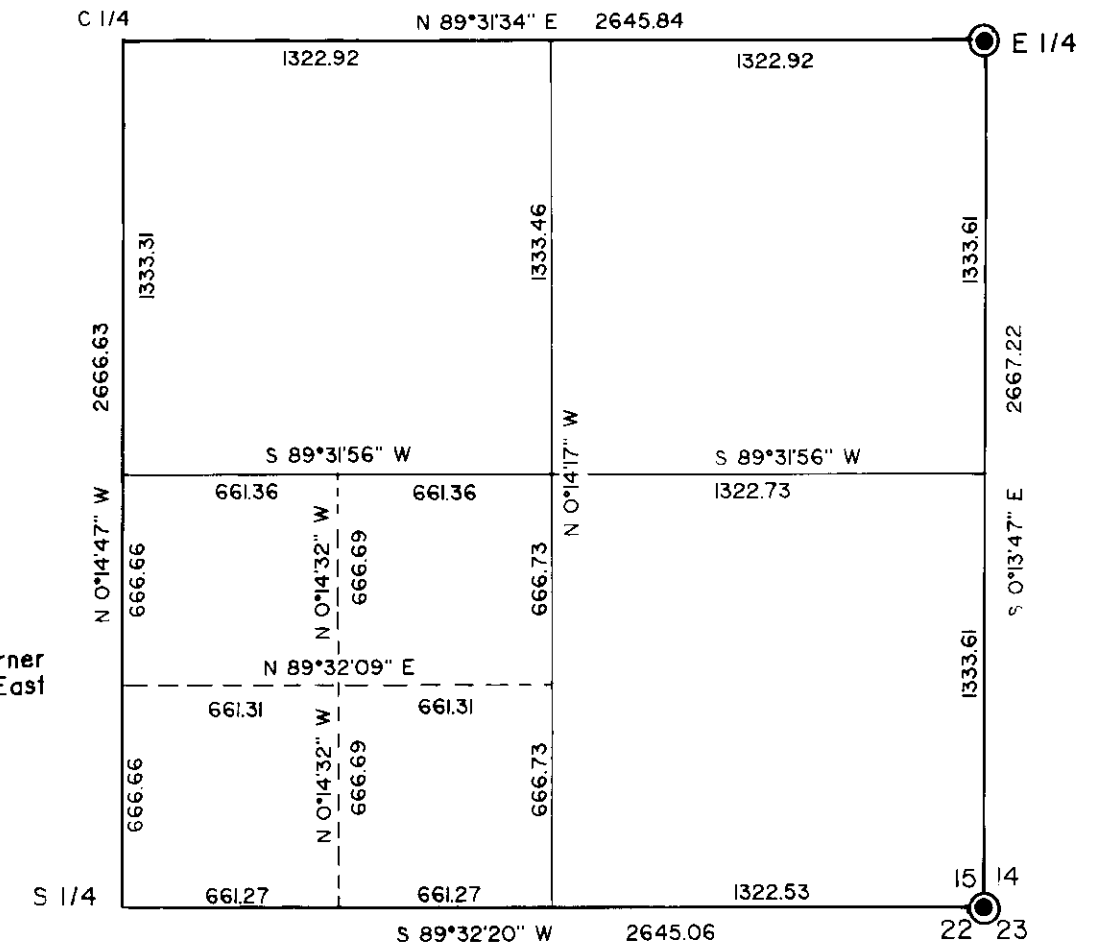 C 1/4
N 89°31'34" E 2645.84
E 1/4
1322.92
1322.92
1333.31
1333.46
1333.61
2666.63
2667.22
S 89°31'56" W
N 0°14'17" W
S 89°31'56" W
661.36
661.36
1322.73
N 0°14'47" W
666.66
N 0°14'32" W
666.69
666.73
S 0°13'47" E
rner
East
N 89°32'09" E
1333.61
661.31
661.31
666.66
N 0°14'32" W
666.69
666.73
S 1/4
661.27
661.27
1322.53
15 14
22 23
S 89°32'20" W 2645.06